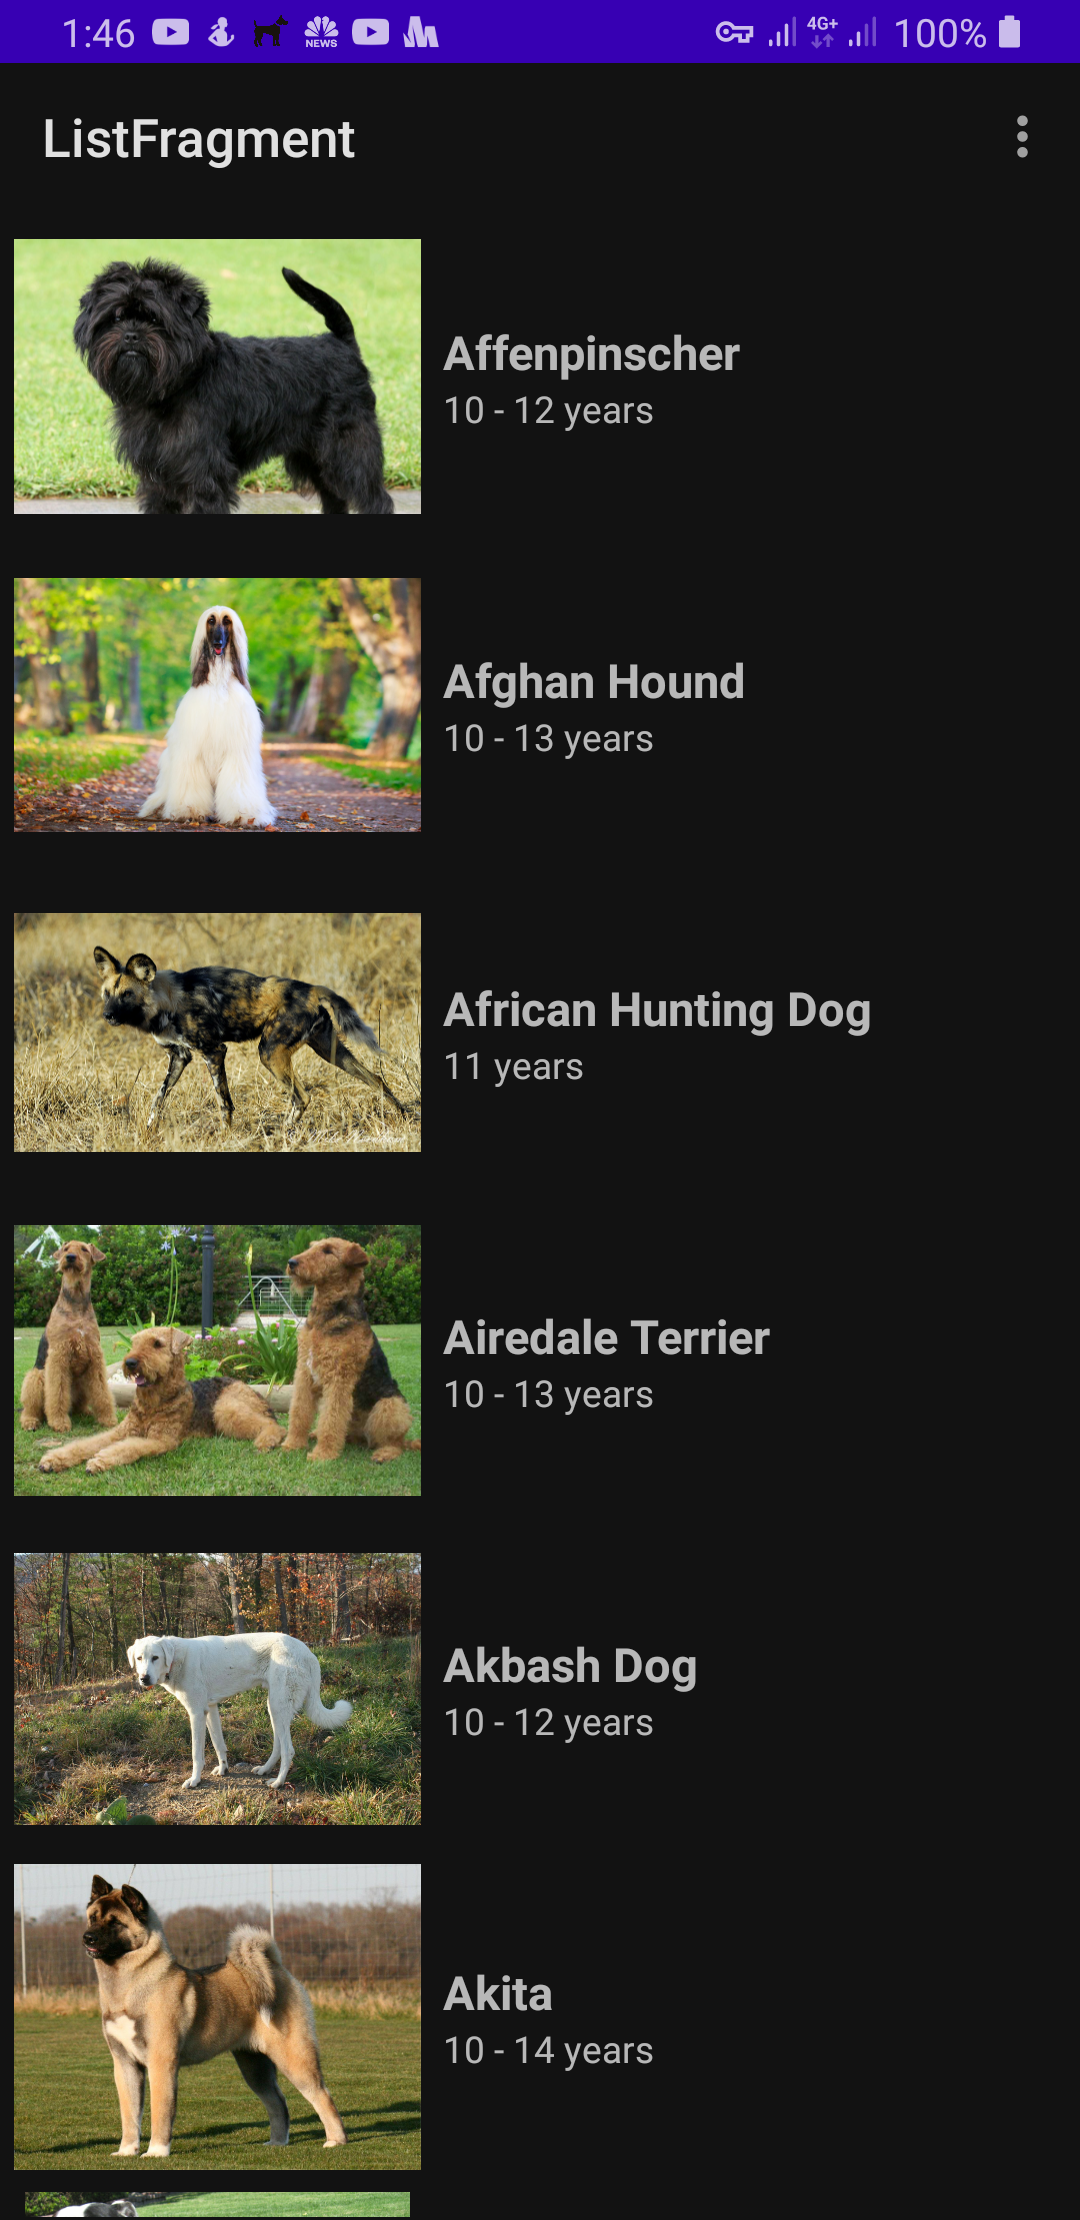 1:46 NEWS 4G+ 100%
ListFragment
Affenpinscher
10 - 12 years
Afghan Hound
10 - 13 years
African Hunting Dog
11 years
Airedale Terrier
10 - 13 years
Akbash Dog
10 - 12 years
Akita
10 - 14 years